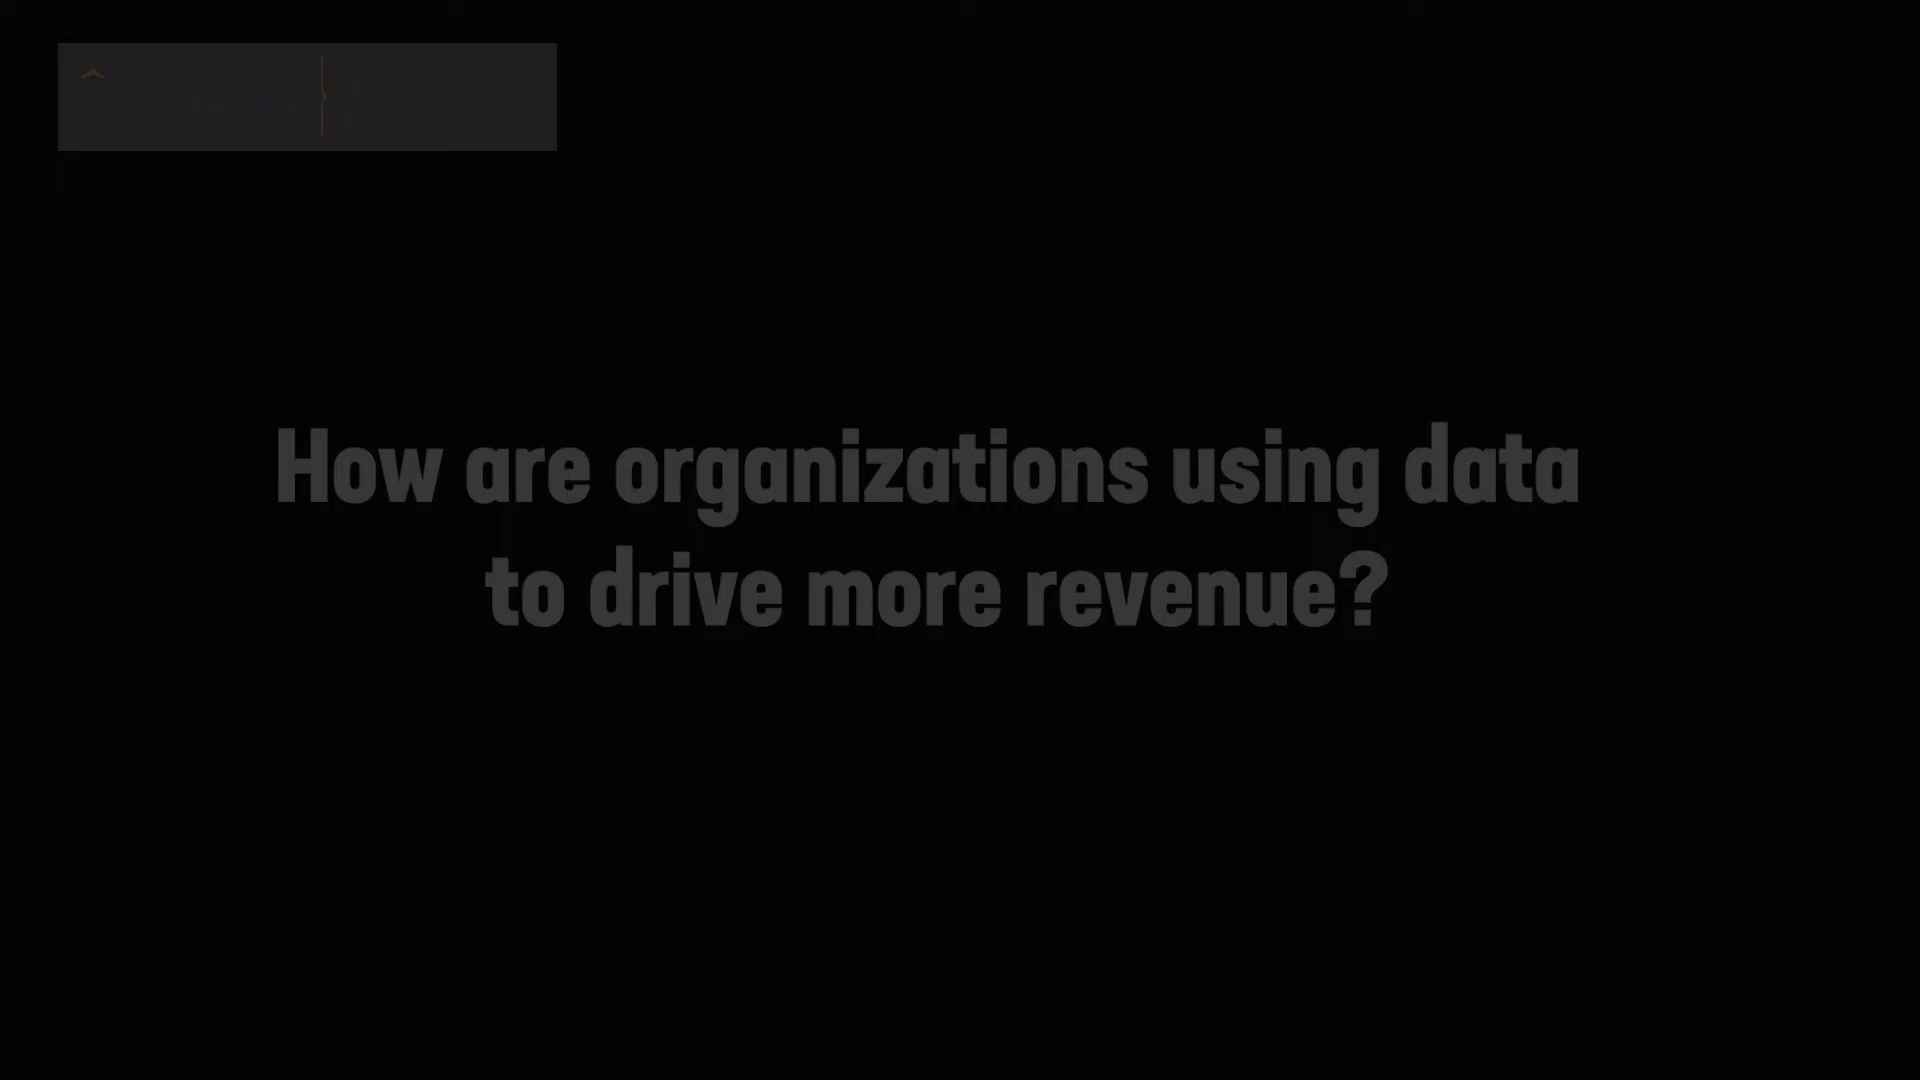 How are organizations using data
to drive more revenue?